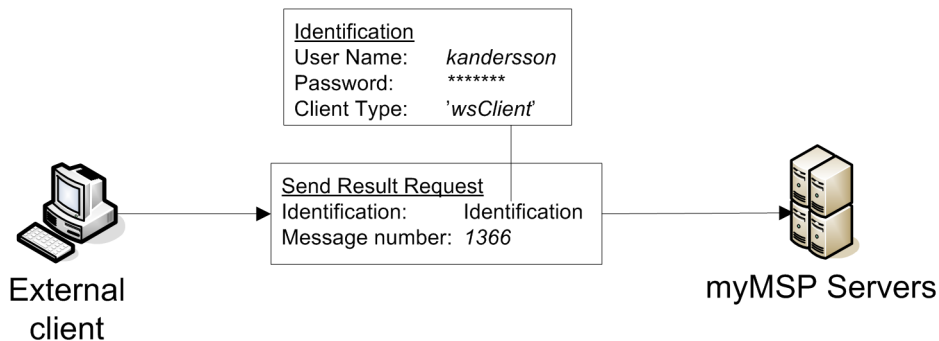 Identification
User Name: kandersson
Password: *******
Client Type: 'wsClient'
Send Result Request
Identification: Identification
Message number: 1366
External
client
myMSP Servers